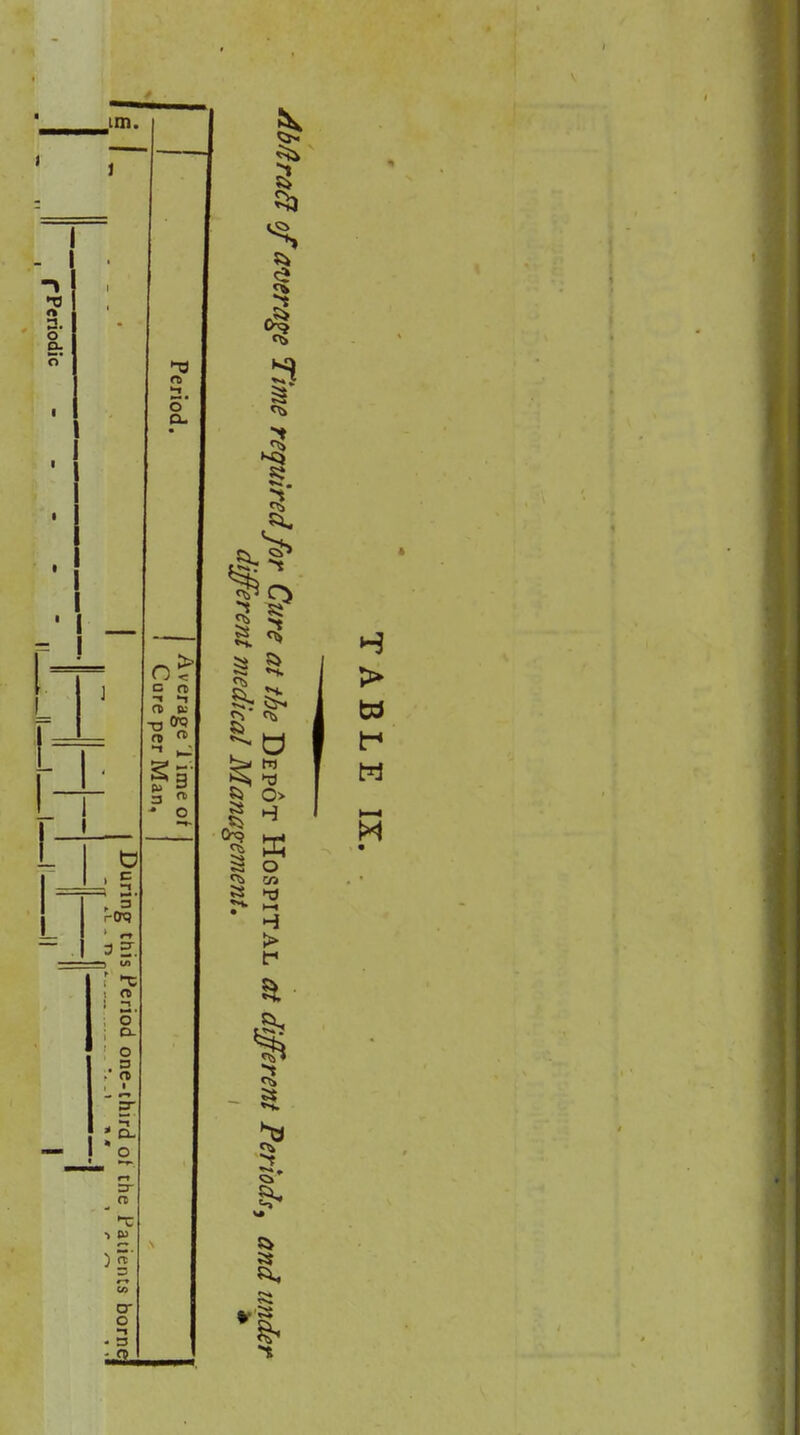 TABLE IX.
Abstract of average Time required for Cure at the DEPÔT HOSPITAL at different Periods, and under
different medical Management.
Period.
Average Time of
Cure per Man,
During this Period one-third of the Patients borne
im.
Periodic